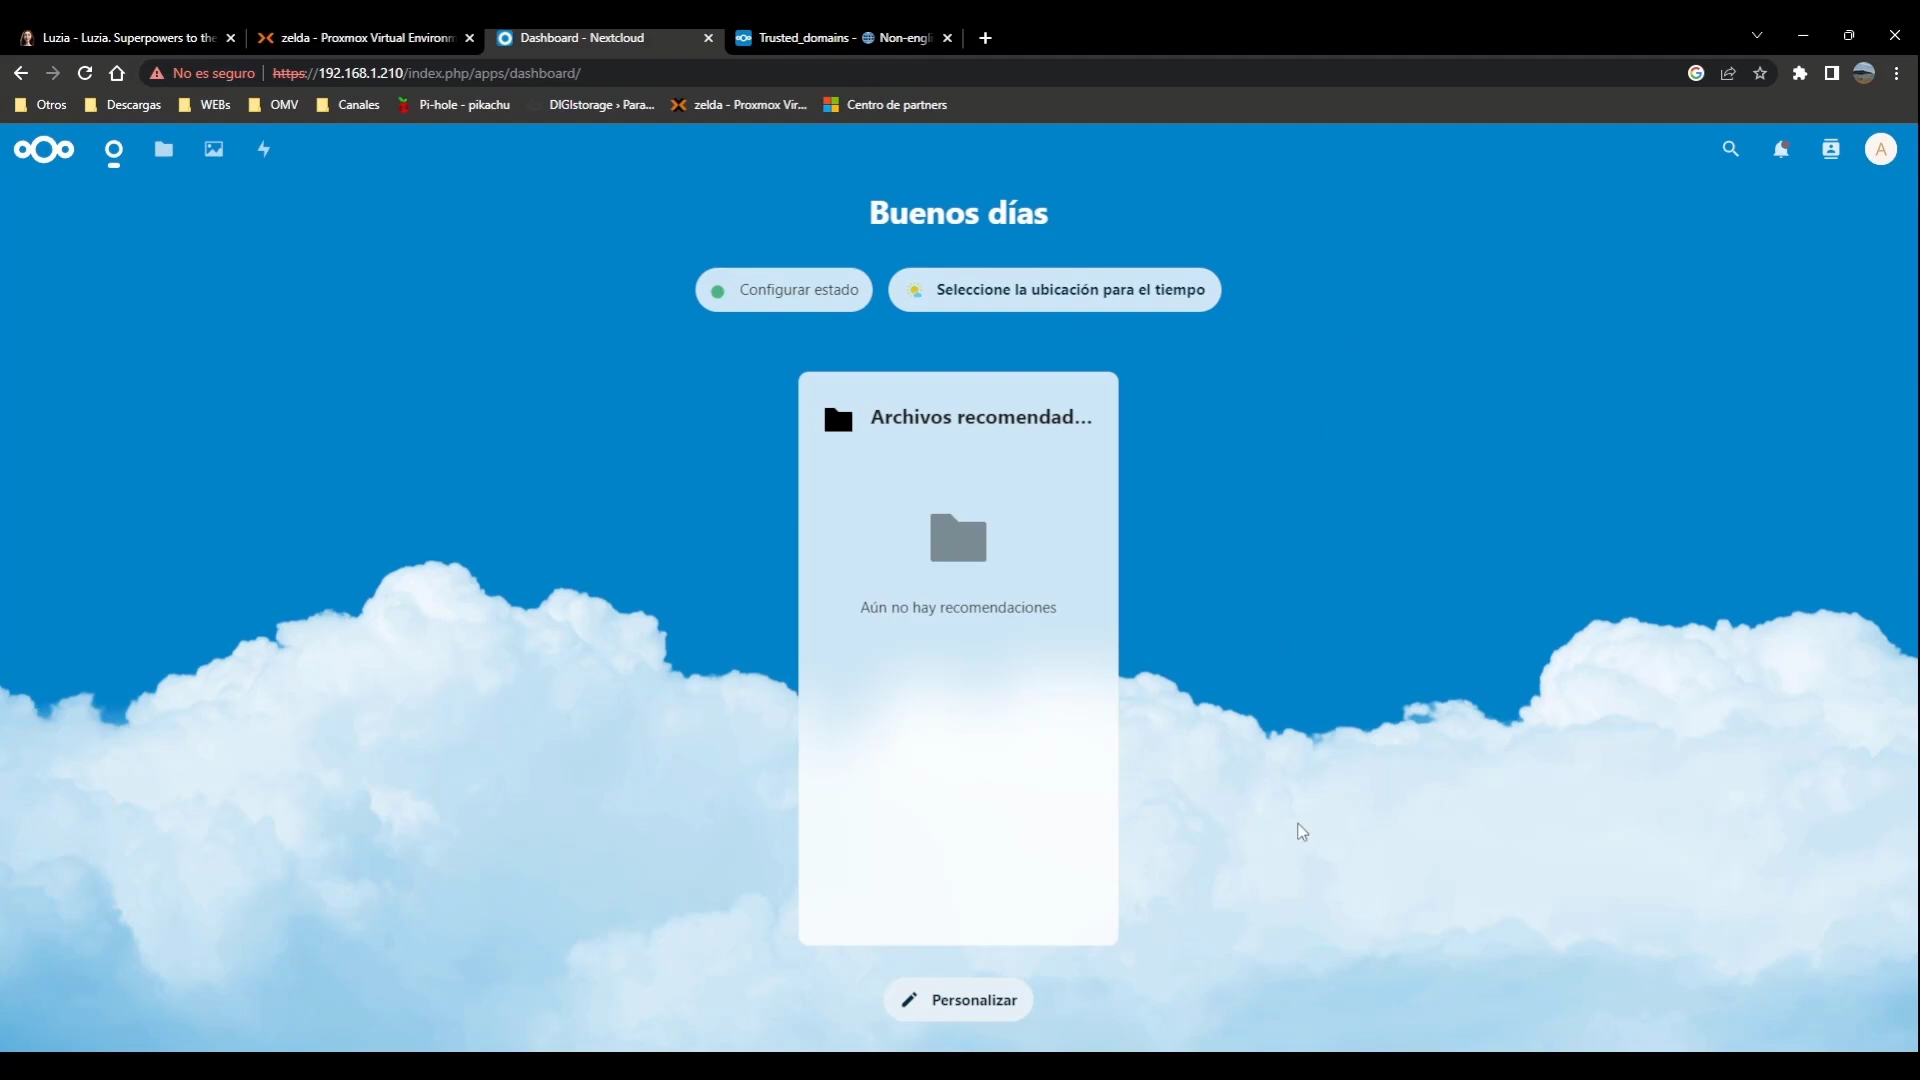 Luzia - Luzia. Superpowers to the
zelda - Proxmox Virtual Environm
Dashboard - Nextcloud
Trusted_domains - 🌐 Non-engli
No es seguro
https://192.168.1.210/index.php/apps/dashboard/
Otros
Descargas
WEBs
OMV
Canales
Pi-hole - pikachu
DIGIstorage › Para...
zelda - Proxmox Vir...
Centro de partners
A
Buenos días
Configurar estado
Seleccione la ubicación para el tiempo
Archivos recomendad...
Aún no hay recomendaciones
Personalizar